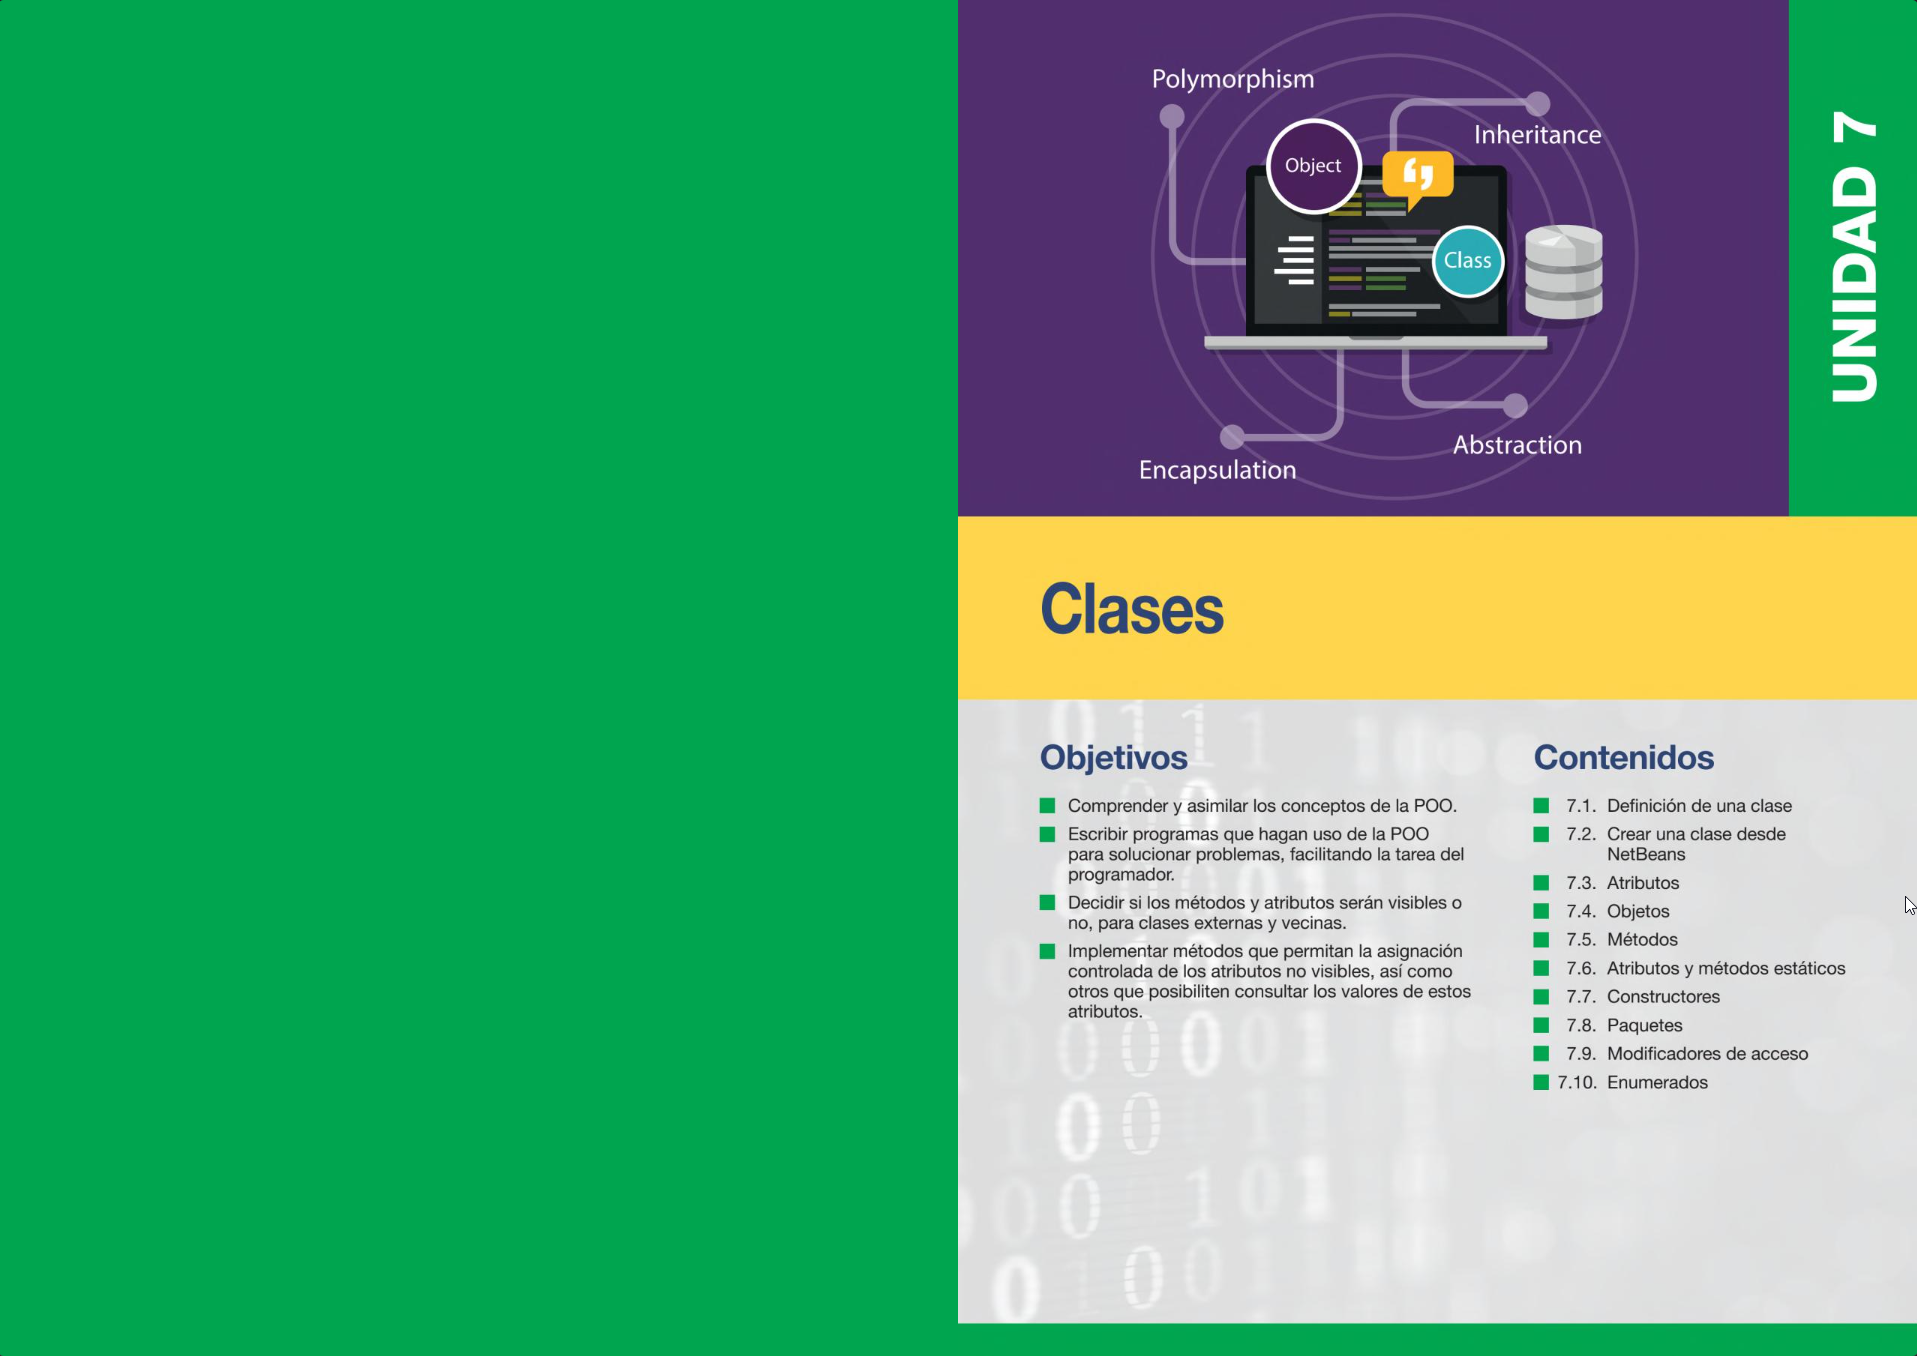 Polymorphism
Inheritance
Object
Class
Abstraction
Encapsulation
UNIDAD 7
Clases
Objetivos
Comprender y asimilar los conceptos de la POO.
Escribir programas que hagan uso de la POO
para solucionar problemas, facilitando la tarea del
programador.
Decidir si los métodos y atributos serán visibles o
no, para clases externas y vecinas.
Implementar métodos que permitan la asignación
controlada de los atributos no visibles, así como
otros que posibiliten consultar los valores de estos
atributos.
Contenidos
7.1. Definición de una clase
7.2. Crear una clase desde
NetBeans
7.3. Atributos
7.4. Objetos
7.5. Métodos
7.6. Atributos y métodos estáticos
7.7. Constructores
7.8. Paquetes
7.9. Modificadores de acceso
7.10. Enumerados